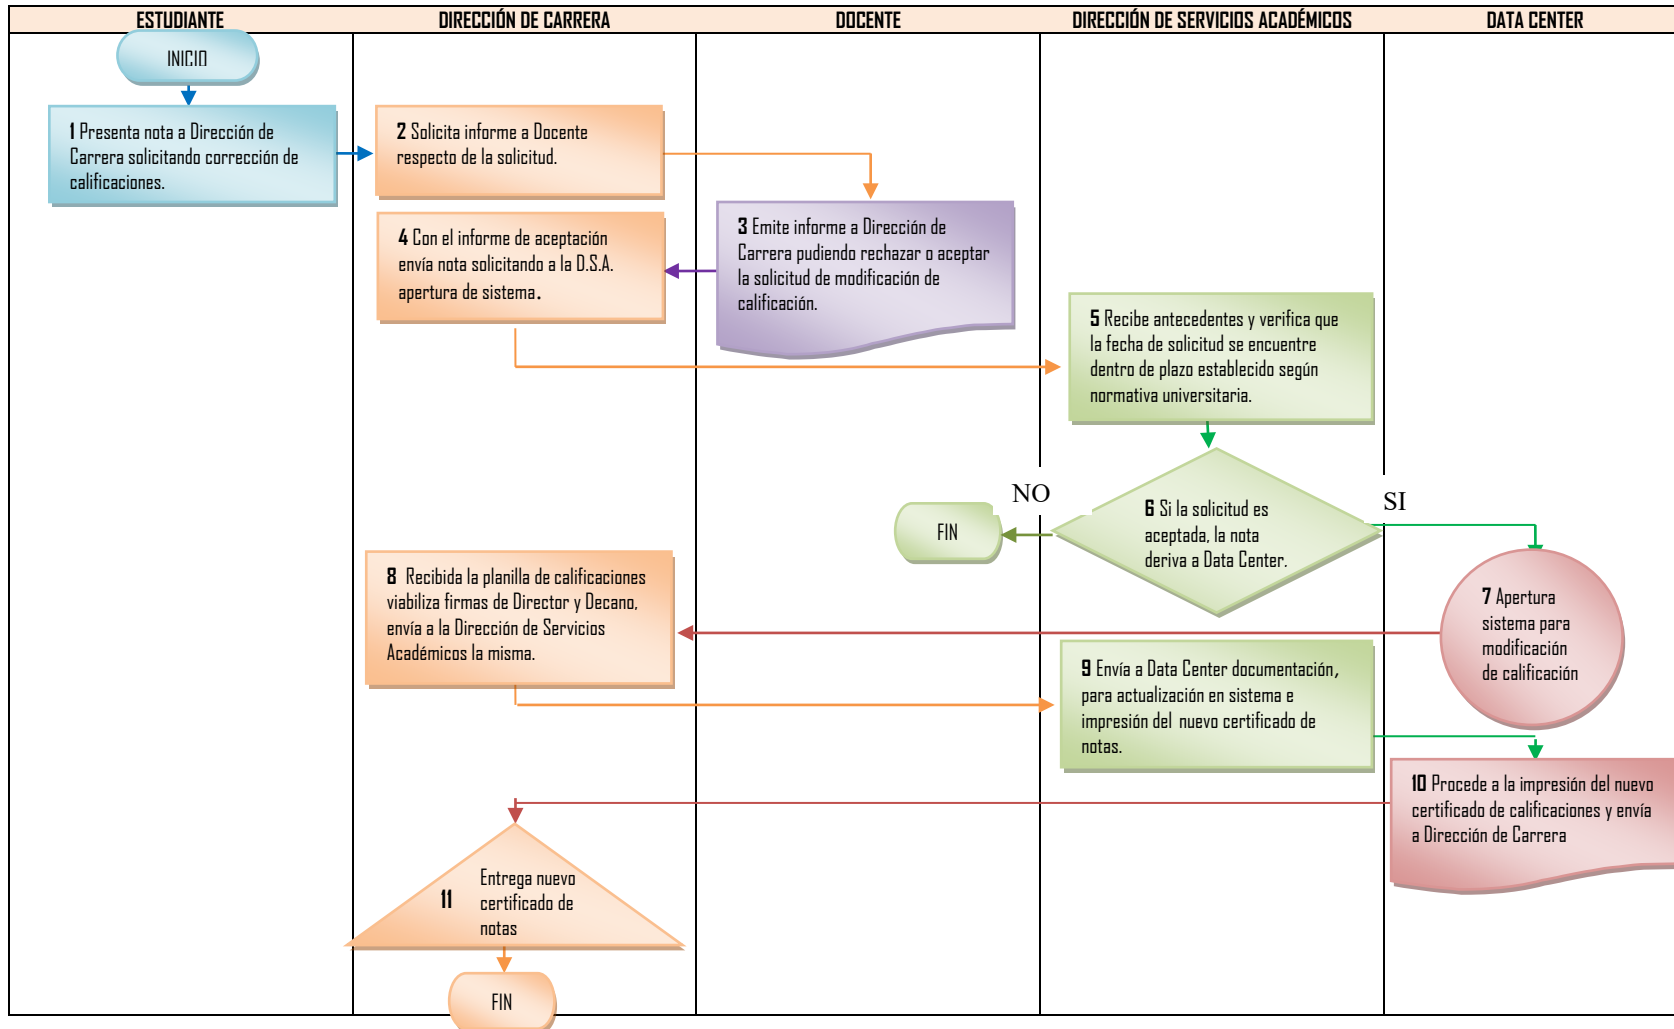 ESTUDIANTE
DIRECCIÓN DE CARRERA
DOCENTE
DIRECCIÓN DE SERVICIOS ACADÉMICOS
DATA CENTER
INICIO
1 Presenta nota a Dirección de
Carrera solicitando corrección de
calificaciones.
2 Solicita informe a Docente
respecto de la solicitud.
3 Emite informe a Dirección de
Carrera pudiendo rechazar o aceptar
la solicitud de modificación de
calificación.
4 Con el informe de aceptación
envía nota solicitando a la D.S.A.
apertura de sistema.
5 Recibe antecedentes y verifica que
la fecha de solicitud se encuentre
dentro de plazo establecido según
normativa universitaria.
NO
SI
6 Si la solicitud es
aceptada, la nota
deriva a Data Center.
FIN
7 Apertura
sistema para
modificación
de calificación
8 Recibida la planilla de calificaciones
viabiliza firmas de Director y Decano,
envía a la Dirección de Servicios
Académicos la misma.
9 Envía a Data Center documentación,
para actualización en sistema e
impresión del nuevo certificado de
notas.
10 Procede a la impresión del nuevo
certificado de calificaciones y envía
a Dirección de Carrera
11
Entrega nuevo
certificado de
notas
FIN